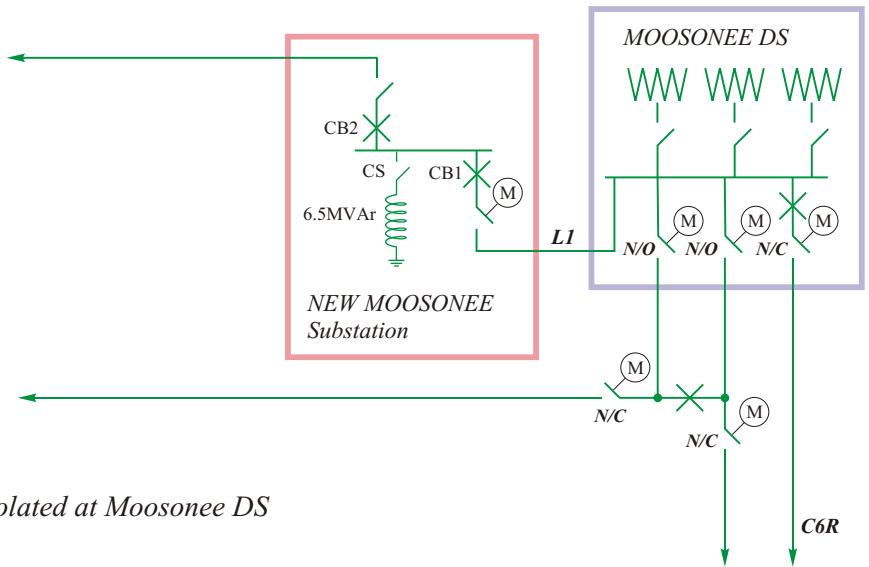 MOOSONEE DS
CB2
CS
CB1
M
6.5MVAr
L1
M
M
M
N/O
N/O
N/C
NEW MOOSONEE
Substation
M
N/C
M
N/C
olated at Moosonee DS
C6R